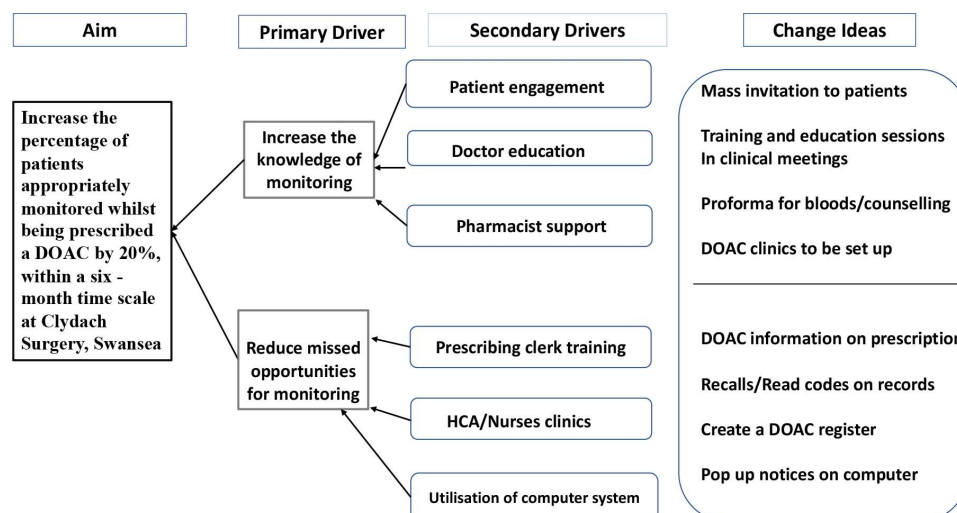 Aim
Primary Driver
Secondary Drivers
Change Ideas
Increase the
percentage of
patients
appropriately
monitored whilst
being prescribed
a DOAC by 20%,
within a six -
month time scale
at Clydach
Surgery, Swansea
Increase the
knowledge of
monitoring
Reduce missed
opportunities
for monitoring
Patient engagement
Doctor education
Pharmacist support
Prescribing clerk training
HCA/Nurses clinics
Utilisation of computer system
Mass invitation to patients
Training and education sessions
In clinical meetings
Proforma for bloods/counselling
DOAC clinics to be set up
DOAC information on prescription
Recalls/Read codes on records
Create a DOAC register
Pop up notices on computer